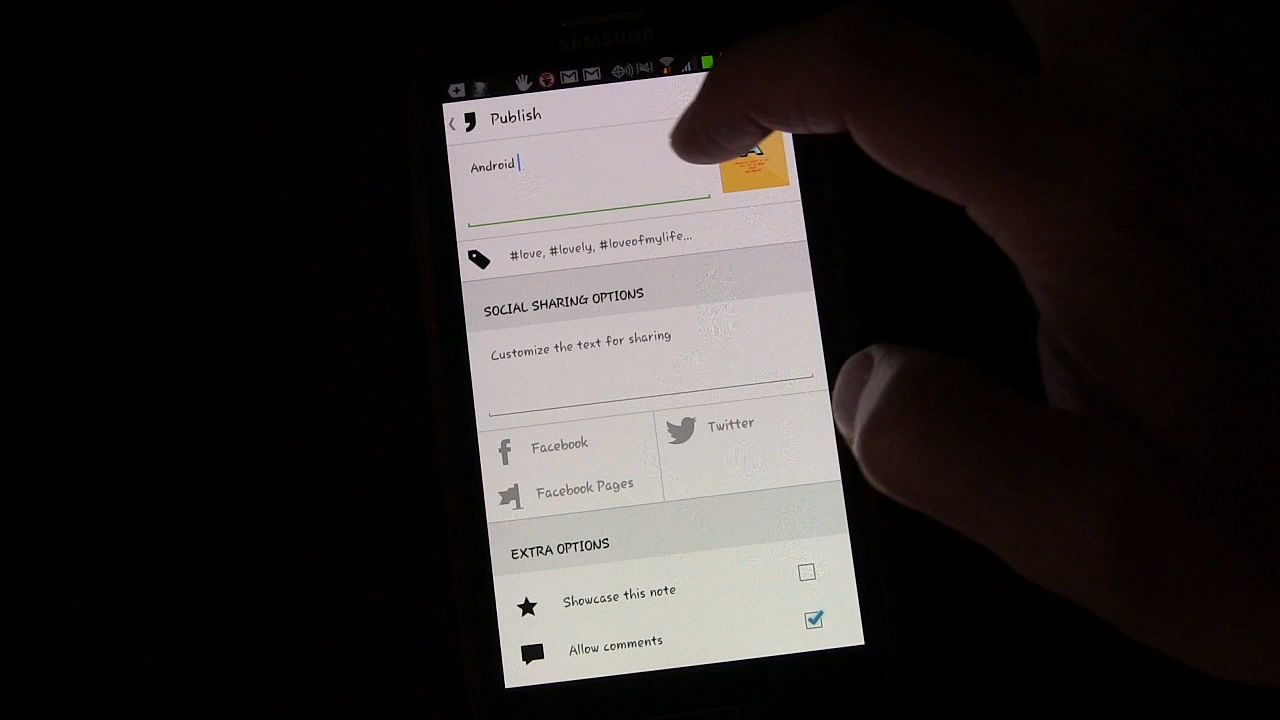 SAMSUNG
Publish
Android
#love, #lovely, #loveofmylife...
SOCIAL SHARING OPTIONS
Customize the text for sharing
Facebook
Twitter
Facebook Pages
EXTRA OPTIONS
Showcase this note
Allow comments